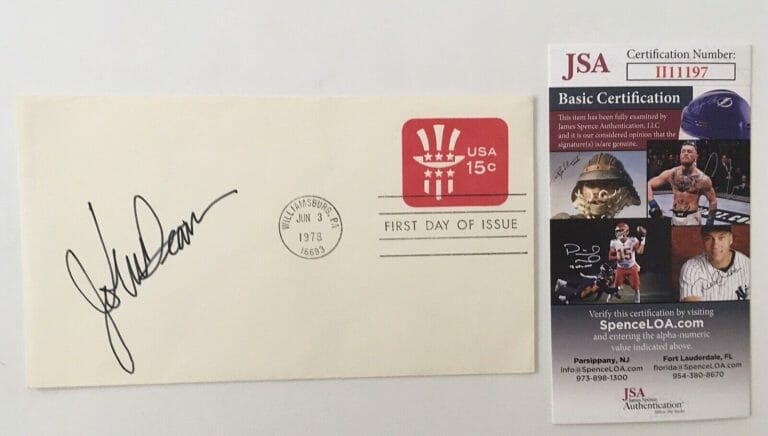 John Dean
USA
15c
WILLIAMSBURG, PA
JUN 3
1978
16693
FIRST DAY OF ISSUE
JSA
Certification Number:
II11197
Basic Certification
This item has been fully examined by
James Spence Authentication, LLC
and it is our considered opinion that the
signature(s) is/are genuine.
15
Verify this certification by visiting
SpenceLOA.com
and entering the alpha-numeric
value indicated above.
Parsippany, NJ
info@SpenceLOA.com
973-898-1300
Fort Lauderdale, FL
florida@SpenceLOA.com
954-380-8670
JSA
James Spence
Authentication